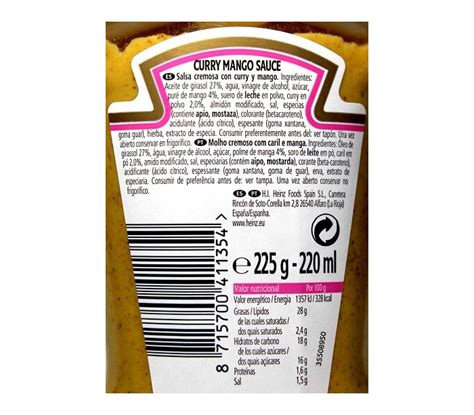 CURRY MANGO SAUCE
ES Salsa cremosa con curry y mango. Ingredientes:
Aceite de girasol 27%, agua, vinagre de alcohol, azúcar,
puré de mango 4%, suero de leche en polvo, curry en
polvo 2,0%, almidón modificado, sal, especias
(contiene apio, mostaza), colorante (betacaroteno),
acidulante (ácido cítrico), espesante (goma xantana,
goma de guar), hierba, extracto de especia. Consumir preferentemente antes del: ver tapón. Una vez
abierto conservar en frigorífico. PT Molho cremoso com caril e manga. Ingredientes: Óleo de
girassol 27%, água, vinagre de álcool, açúcar, polme de manga 4%, soro de leite em pó, caril em
pó 2,0%, amido modificado, sal, especiarias (contém aipo, mostarda), corante (beta-caroteno),
acidulante (ácido cítrico), espessante (goma xantana, goma de guar), erva, extrato de
especiaria. Consumir de preferência antes de: ver tampa. Uma vez aberto conservar no
frigorífico.
ES PT H.J. Heinz Foods Spain S.L., Carretera
Rincón de Soto-Corella km 2,8 26540 Alfaro (La Rioja)
España/Espanha.
www.heinz.eu
8 715700 411354
e 225 g - 220 ml
Valor nutricional Por 100 g
Valor energético / Energia 1357 kJ / 328 kcal
Grasas / Lípidos 28 g
de las cuales saturadas /
dos quais saturados 2,4 g
Hidratos de carbono 18 g
de los cuales azúcares /
dos quais açúcares 16 g
Proteínas 1,6 g
Sal 1,5 g
35508950